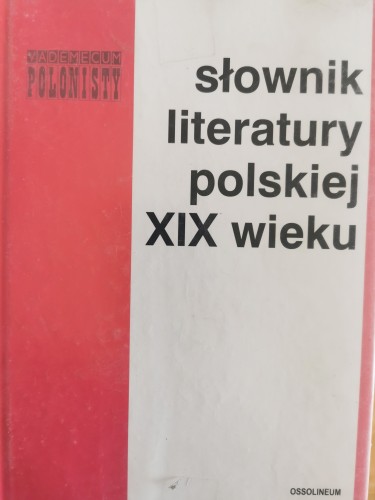 VADEMECUM
POLONISTY
słownik
literatury
polskiej
XIX wieku
OSSOLINEUM